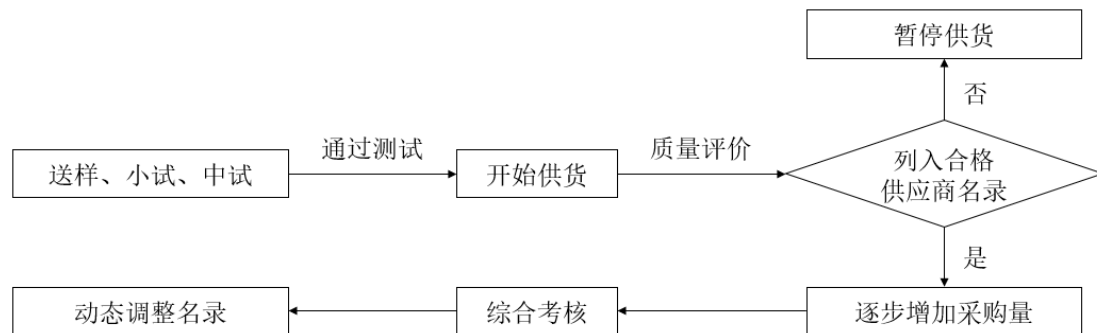 暂停供货
否
送样、小试、中试
通过测试
开始供货
质量评价
列入合格
供应商名录
是
动态调整名录
综合考核
逐步增加采购量